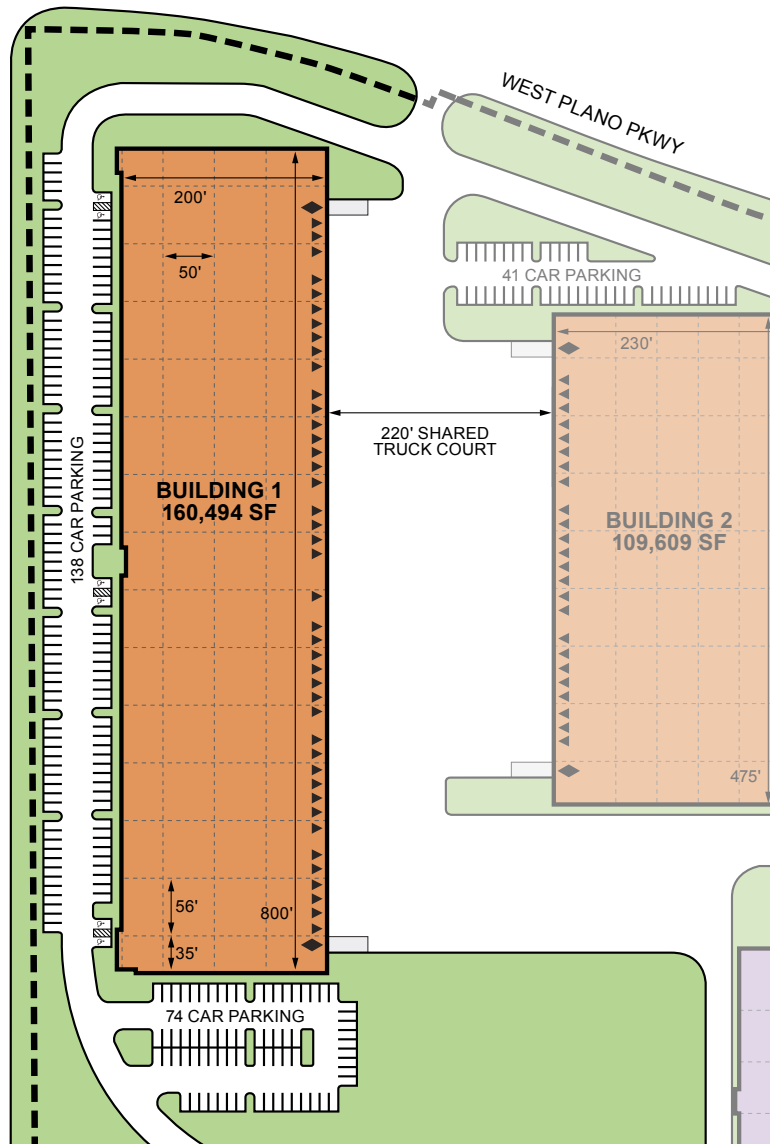 WEST PLANO PKWY
200'
50'
41 CAR PARKING
230'
220' SHARED
TRUCK COURT
138 CAR PARKING
BUILDING 1
160,494 SF
BUILDING 2
109,609 SF
475'
56'
800'
35'
74 CAR PARKING